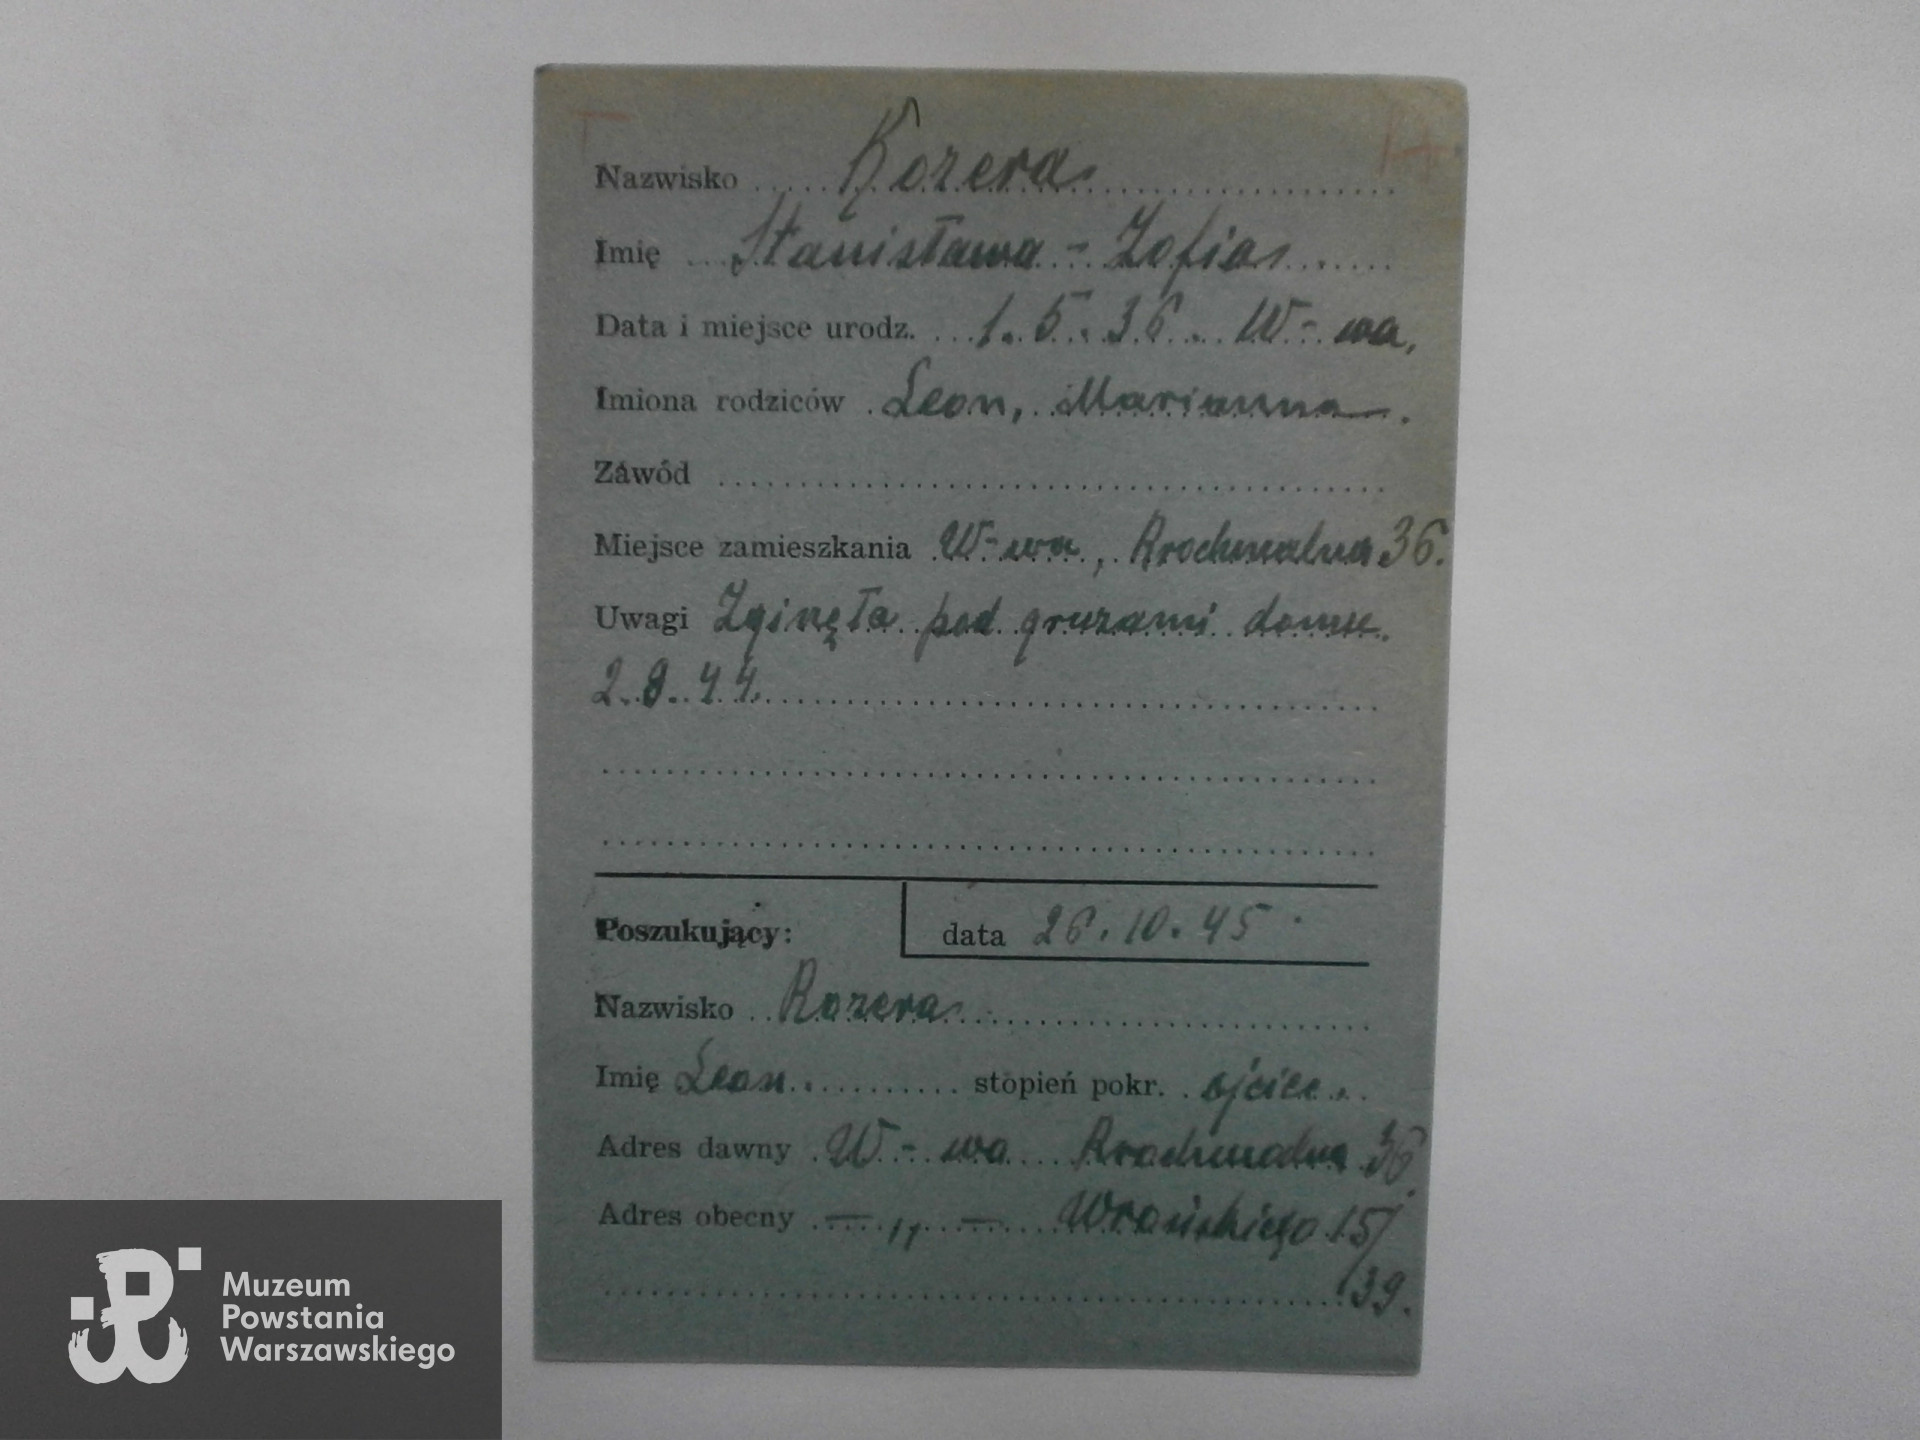 Nazwisko Kozera
Imię Stanisława - Zofia
Data i miejsce urodz. 1.5.36. W-wa,
Imiona rodziców Leon, Marianna.
Zawód
Miejsce zamieszkania W-wa, Krochmalna 36.
Uwagi Zginęła pod gruzami domu.
2.9.44.
Poszukujący: data 26.10.45
Nazwisko Kozera
Imię Leon. stopień pokr. ojciec.
Adres dawny W-wa Krochmalna 36
Adres obecny — „ — Wrońskiego 15/
39.
Muzeum
Powstania
Warszawskiego